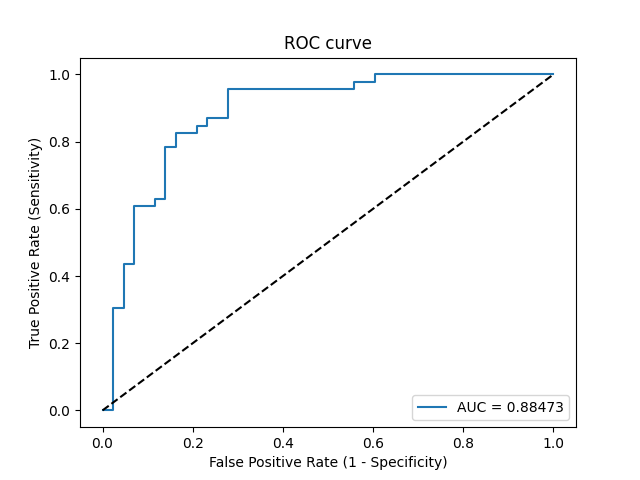 ROC curve
1.0
0.8
0.6
0.4
0.2
0.0
True Positive Rate (Sensitivity)
AUC = 0.88473
0.0 0.2 0.4 0.6 0.8 1.0
False Positive Rate (1 - Specificity)